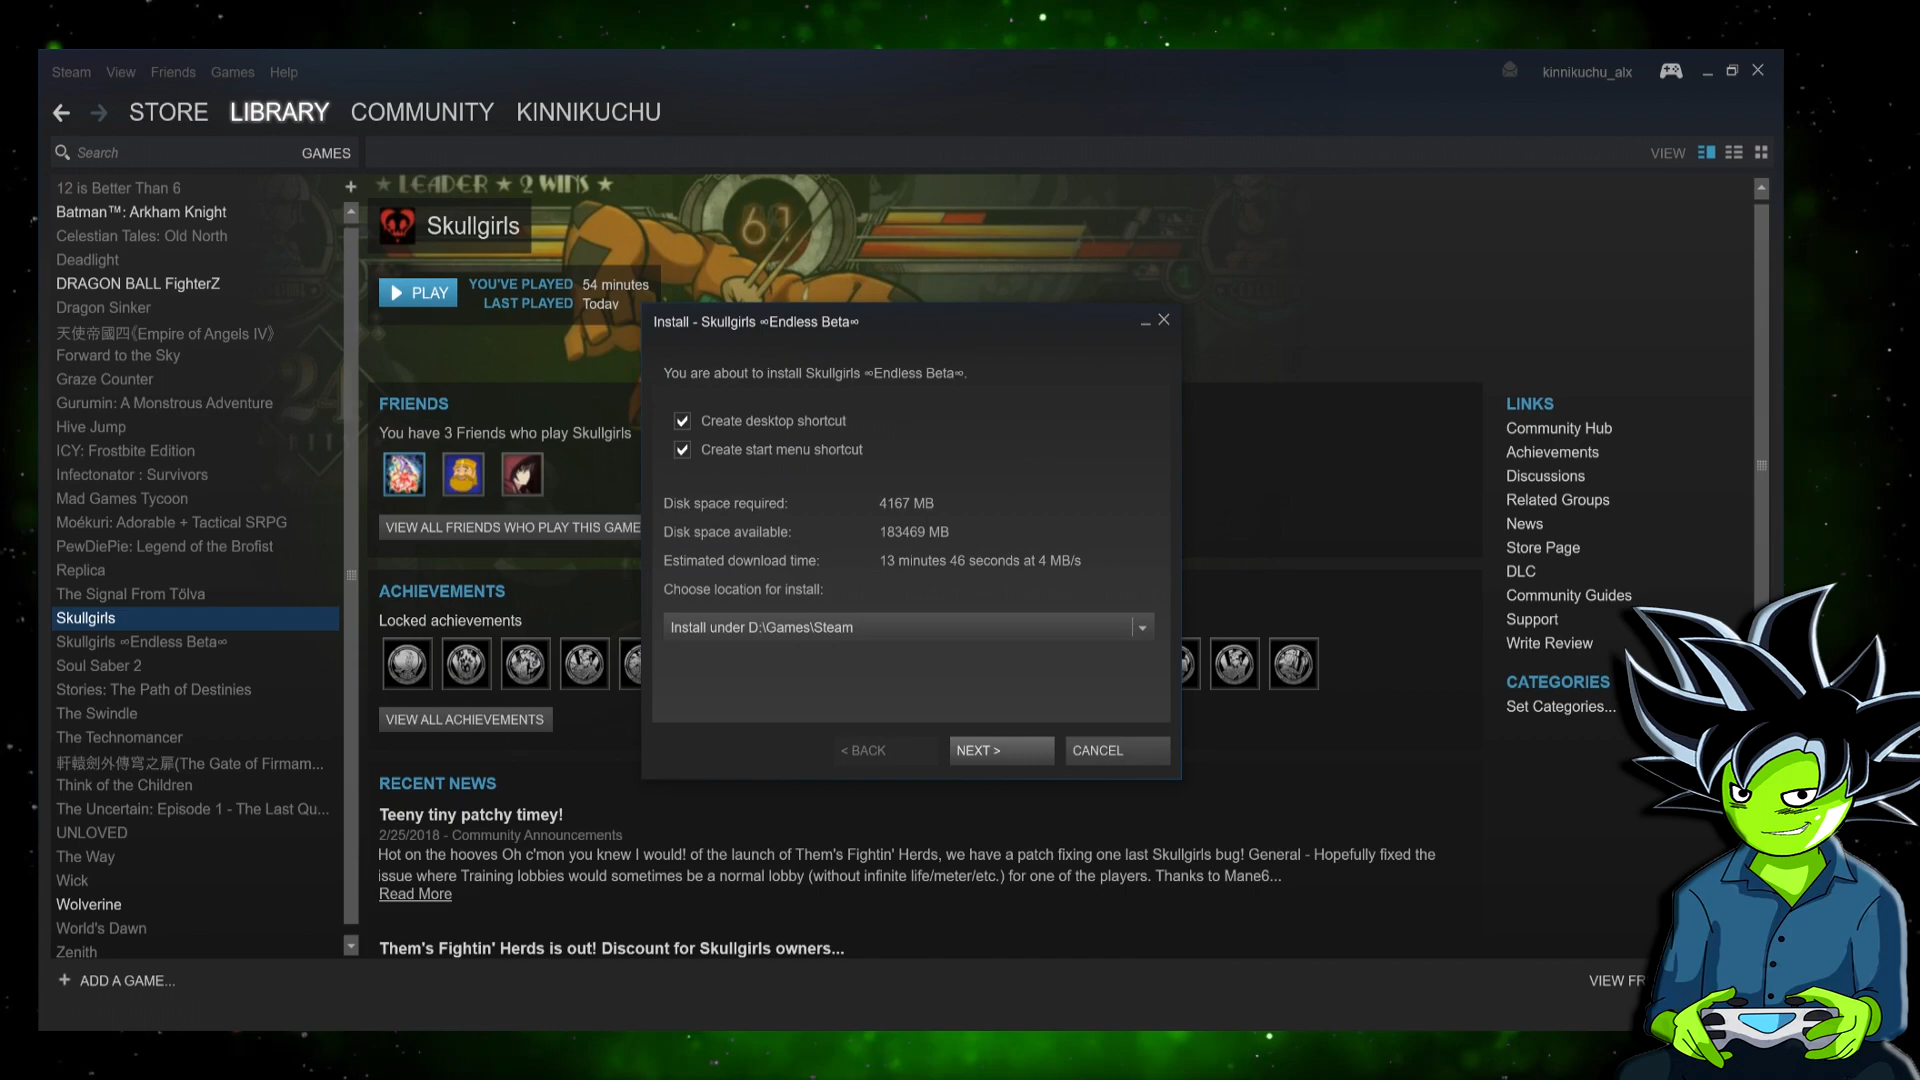 Steam View Friends Games Help
kinnikuchu_alx
STORE LIBRARY COMMUNITY KINNIKUCHU
Search GAMES
VIEW
12 is Better Than 6
Batman™: Arkham Knight
Celestian Tales: Old North
Deadlight
DRAGON BALL FighterZ
Dragon Sinker
天使帝國四《Empire of Angels IV》
Forward to the Sky
Graze Counter
Gurumin: A Monstrous Adventure
Hive Jump
ICY: Frostbite Edition
Infectonator : Survivors
Mad Games Tycoon
Moékuri: Adorable + Tactical SRPG
PewDiePie: Legend of the Brofist
Replica
The Signal From Tölva
Skullgirls
Skullgirls ∞Endless Beta∞
Soul Saber 2
Stories: The Path of Destinies
The Swindle
The Technomancer
軒轅劍外傳穹之扉(The Gate of Firmam...
Think of the Children
The Uncertain: Episode 1 - The Last Qu...
UNLOVED
The Way
Wick
Wolverine
World's Dawn
Zenith
+ ADD A GAME...
★ LEADER ★ 2 WINS ★
61
Skullgirls
PLAY
YOU'VE PLAYED 54 minutes
LAST PLAYED Today
FRIENDS
You have 3 Friends who play Skullgirls
VIEW ALL FRIENDS WHO PLAY THIS GAME
ACHIEVEMENTS
Locked achievements
VIEW ALL ACHIEVEMENTS
RECENT NEWS
Teeny tiny patchy timey!
2/25/2018 - Community Announcements
Hot on the hooves Oh c'mon you knew I would! of the launch of Them's Fightin' Herds, we have a patch fixing one last Skullgirls bug! General - Hopefully fixed the
issue where Training lobbies would sometimes be a normal lobby (without infinite life/meter/etc.) for one of the players. Thanks to Mane6...
Read More
Them's Fightin' Herds is out! Discount for Skullgirls owners...
Install - Skullgirls ∞Endless Beta∞
You are about to install Skullgirls ∞Endless Beta∞.
Create desktop shortcut
Create start menu shortcut
Disk space required: 4167 MB
Disk space available: 183469 MB
Estimated download time: 13 minutes 46 seconds at 4 MB/s
Choose location for install:
Install under D:\Games\Steam
< BACK NEXT > CANCEL
LINKS
Community Hub
Achievements
Discussions
Related Groups
News
Store Page
DLC
Community Guides
Support
Write Review
CATEGORIES
Set Categories...
VIEW FR